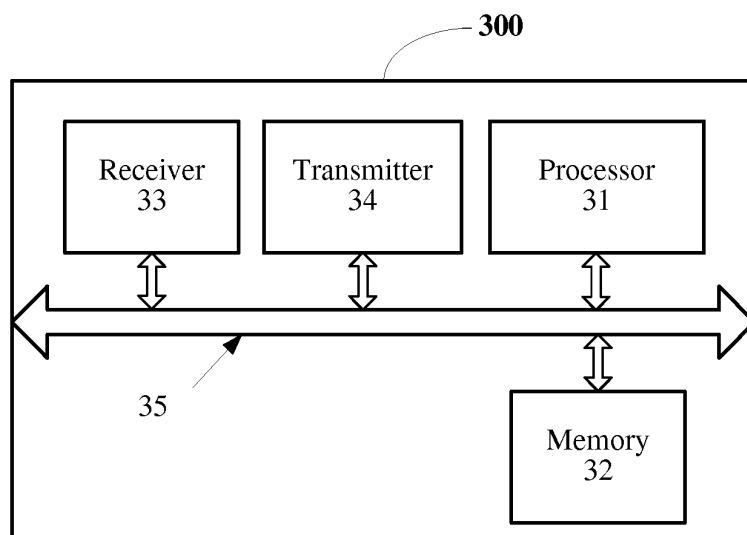 300
Receiver
33
Transmitter
34
Processor
31
35
Memory
32